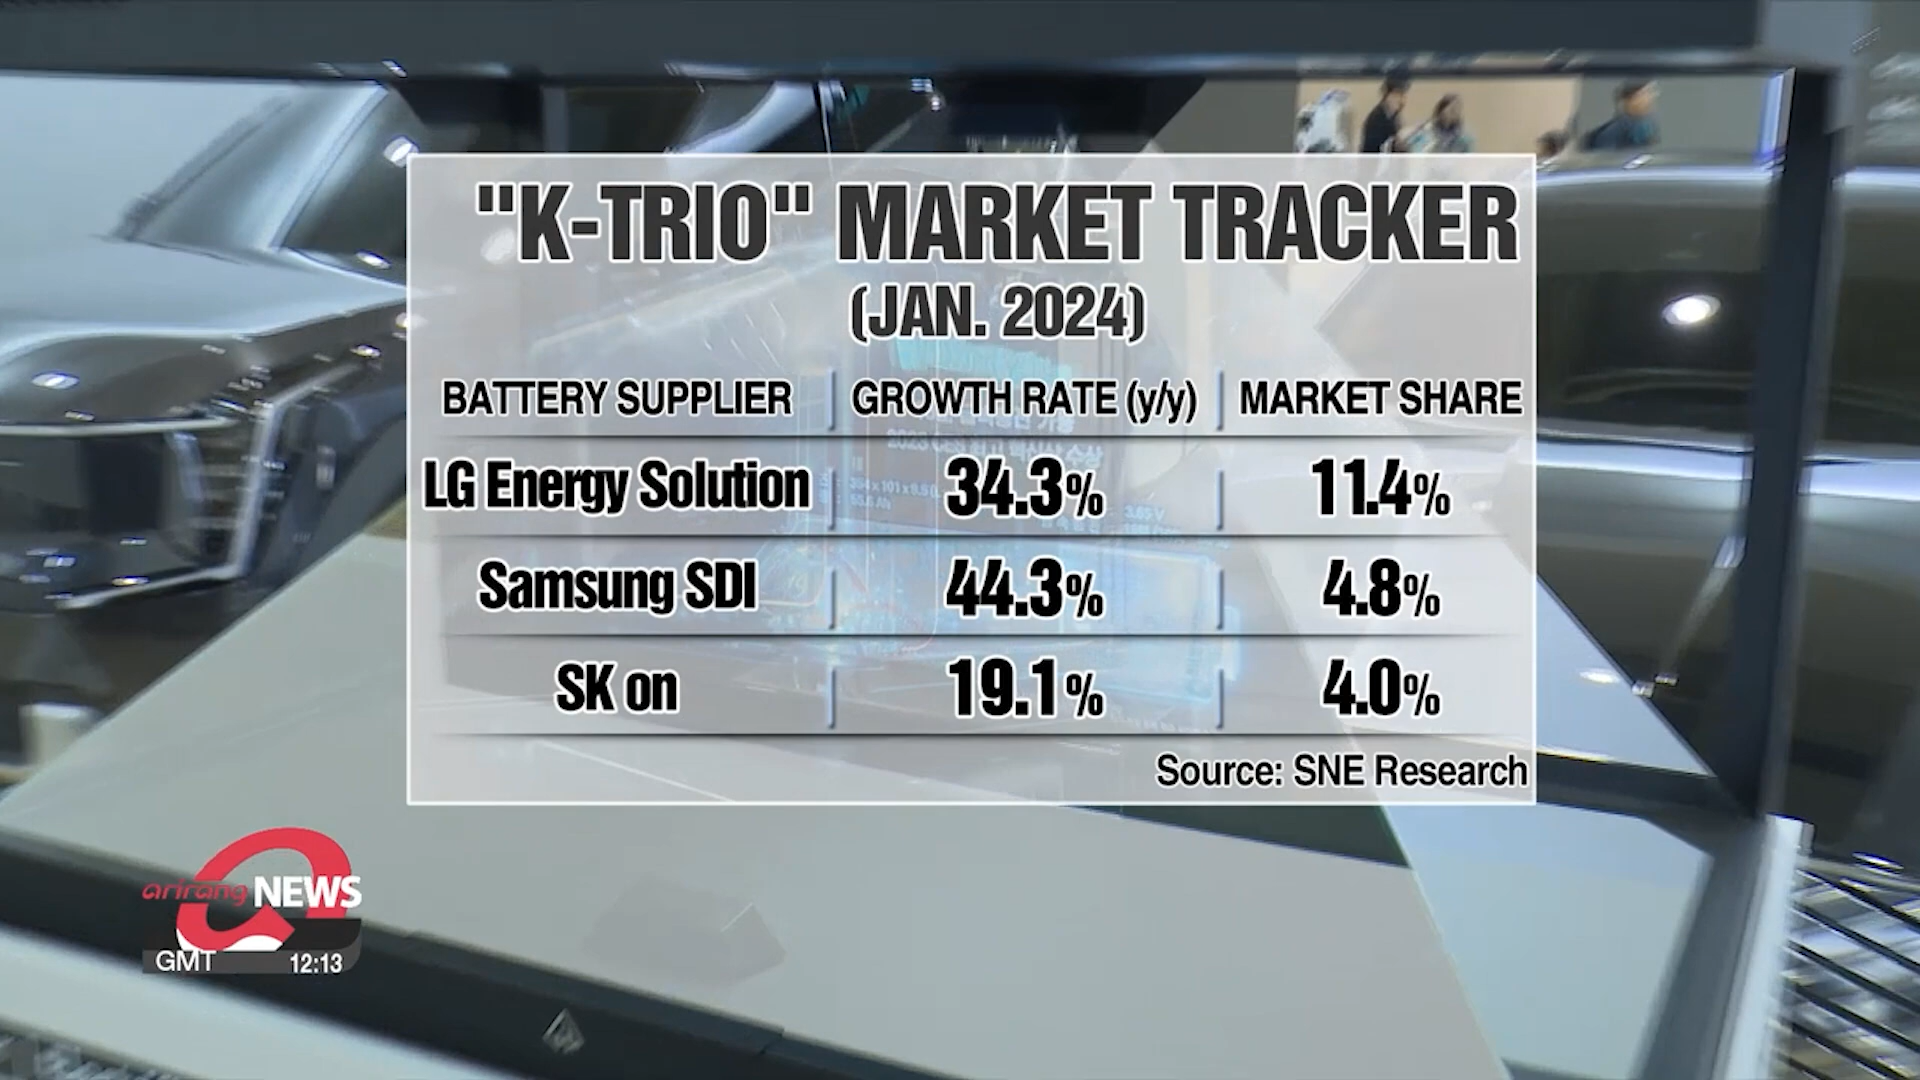 "K-TRIO" MARKET TRACKER
(JAN. 2024)
BATTERY SUPPLIER GROWTH RATE (y/y) MARKET SHARE
LG Energy Solution 34.3% 11.4%
Samsung SDI 44.3% 4.8%
SK on 19.1% 4.0%
Source: SNE Research
arirang NEWS
GMT 12:13